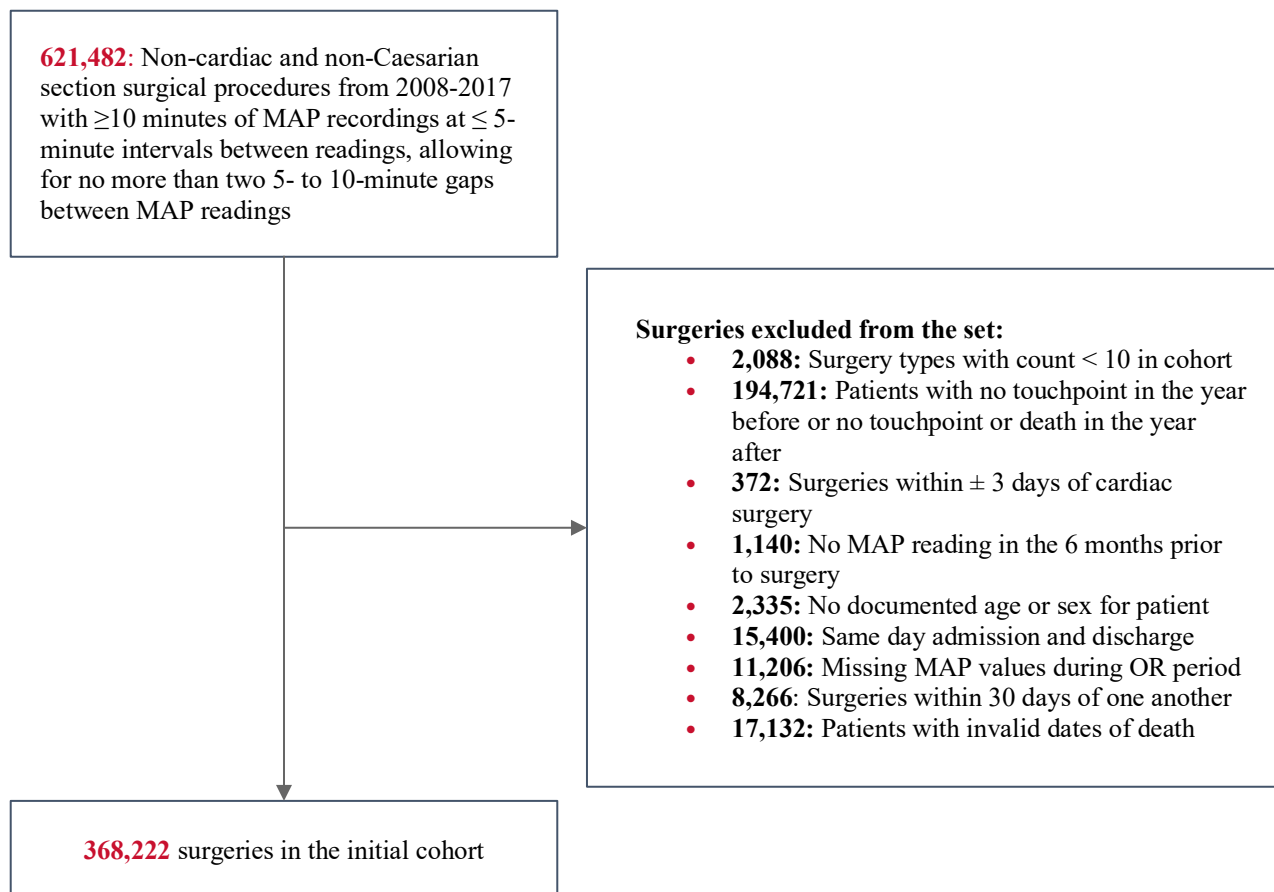 621,482: Non-cardiac and non-Caesarian
section surgical procedures from 2008-2017
with ≥10 minutes of MAP recordings at ≤ 5-
minute intervals between readings, allowing
for no more than two 5- to 10-minute gaps
between MAP readings
Surgeries excluded from the set:
• 2,088: Surgery types with count < 10 in cohort
• 194,721: Patients with no touchpoint in the year
before or no touchpoint or death in the year
after
• 372: Surgeries within ± 3 days of cardiac
surgery
• 1,140: No MAP reading in the 6 months prior
to surgery
• 2,335: No documented age or sex for patient
• 15,400: Same day admission and discharge
• 11,206: Missing MAP values during OR period
• 8,266: Surgeries within 30 days of one another
• 17,132: Patients with invalid dates of death
368,222 surgeries in the initial cohort